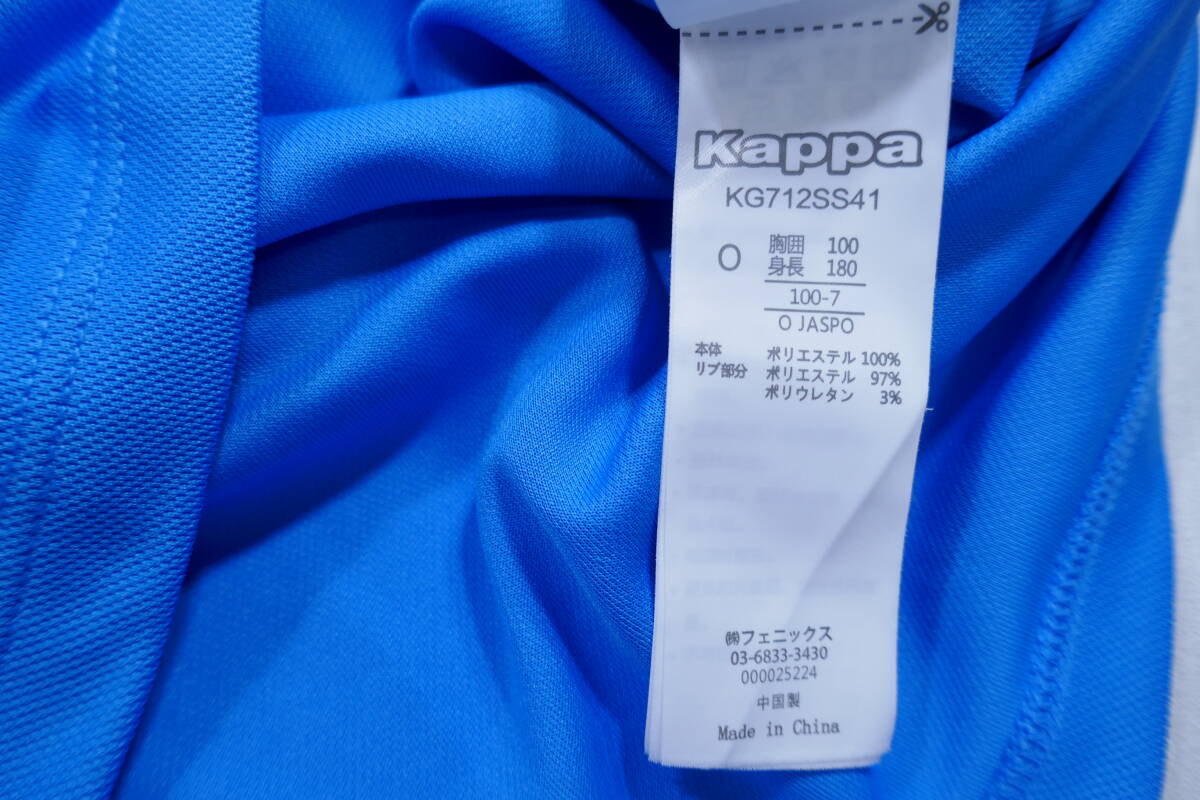 Kappa
KG712SS41
O
胸囲 100
身長 180
100-7
O JASPO
本体 ポリエステル 100%
リブ部分 ポリエステル 97%
ポリウレタン 3%
㈱フェニックス
03-6833-3430
000025224
中国製
Made in China